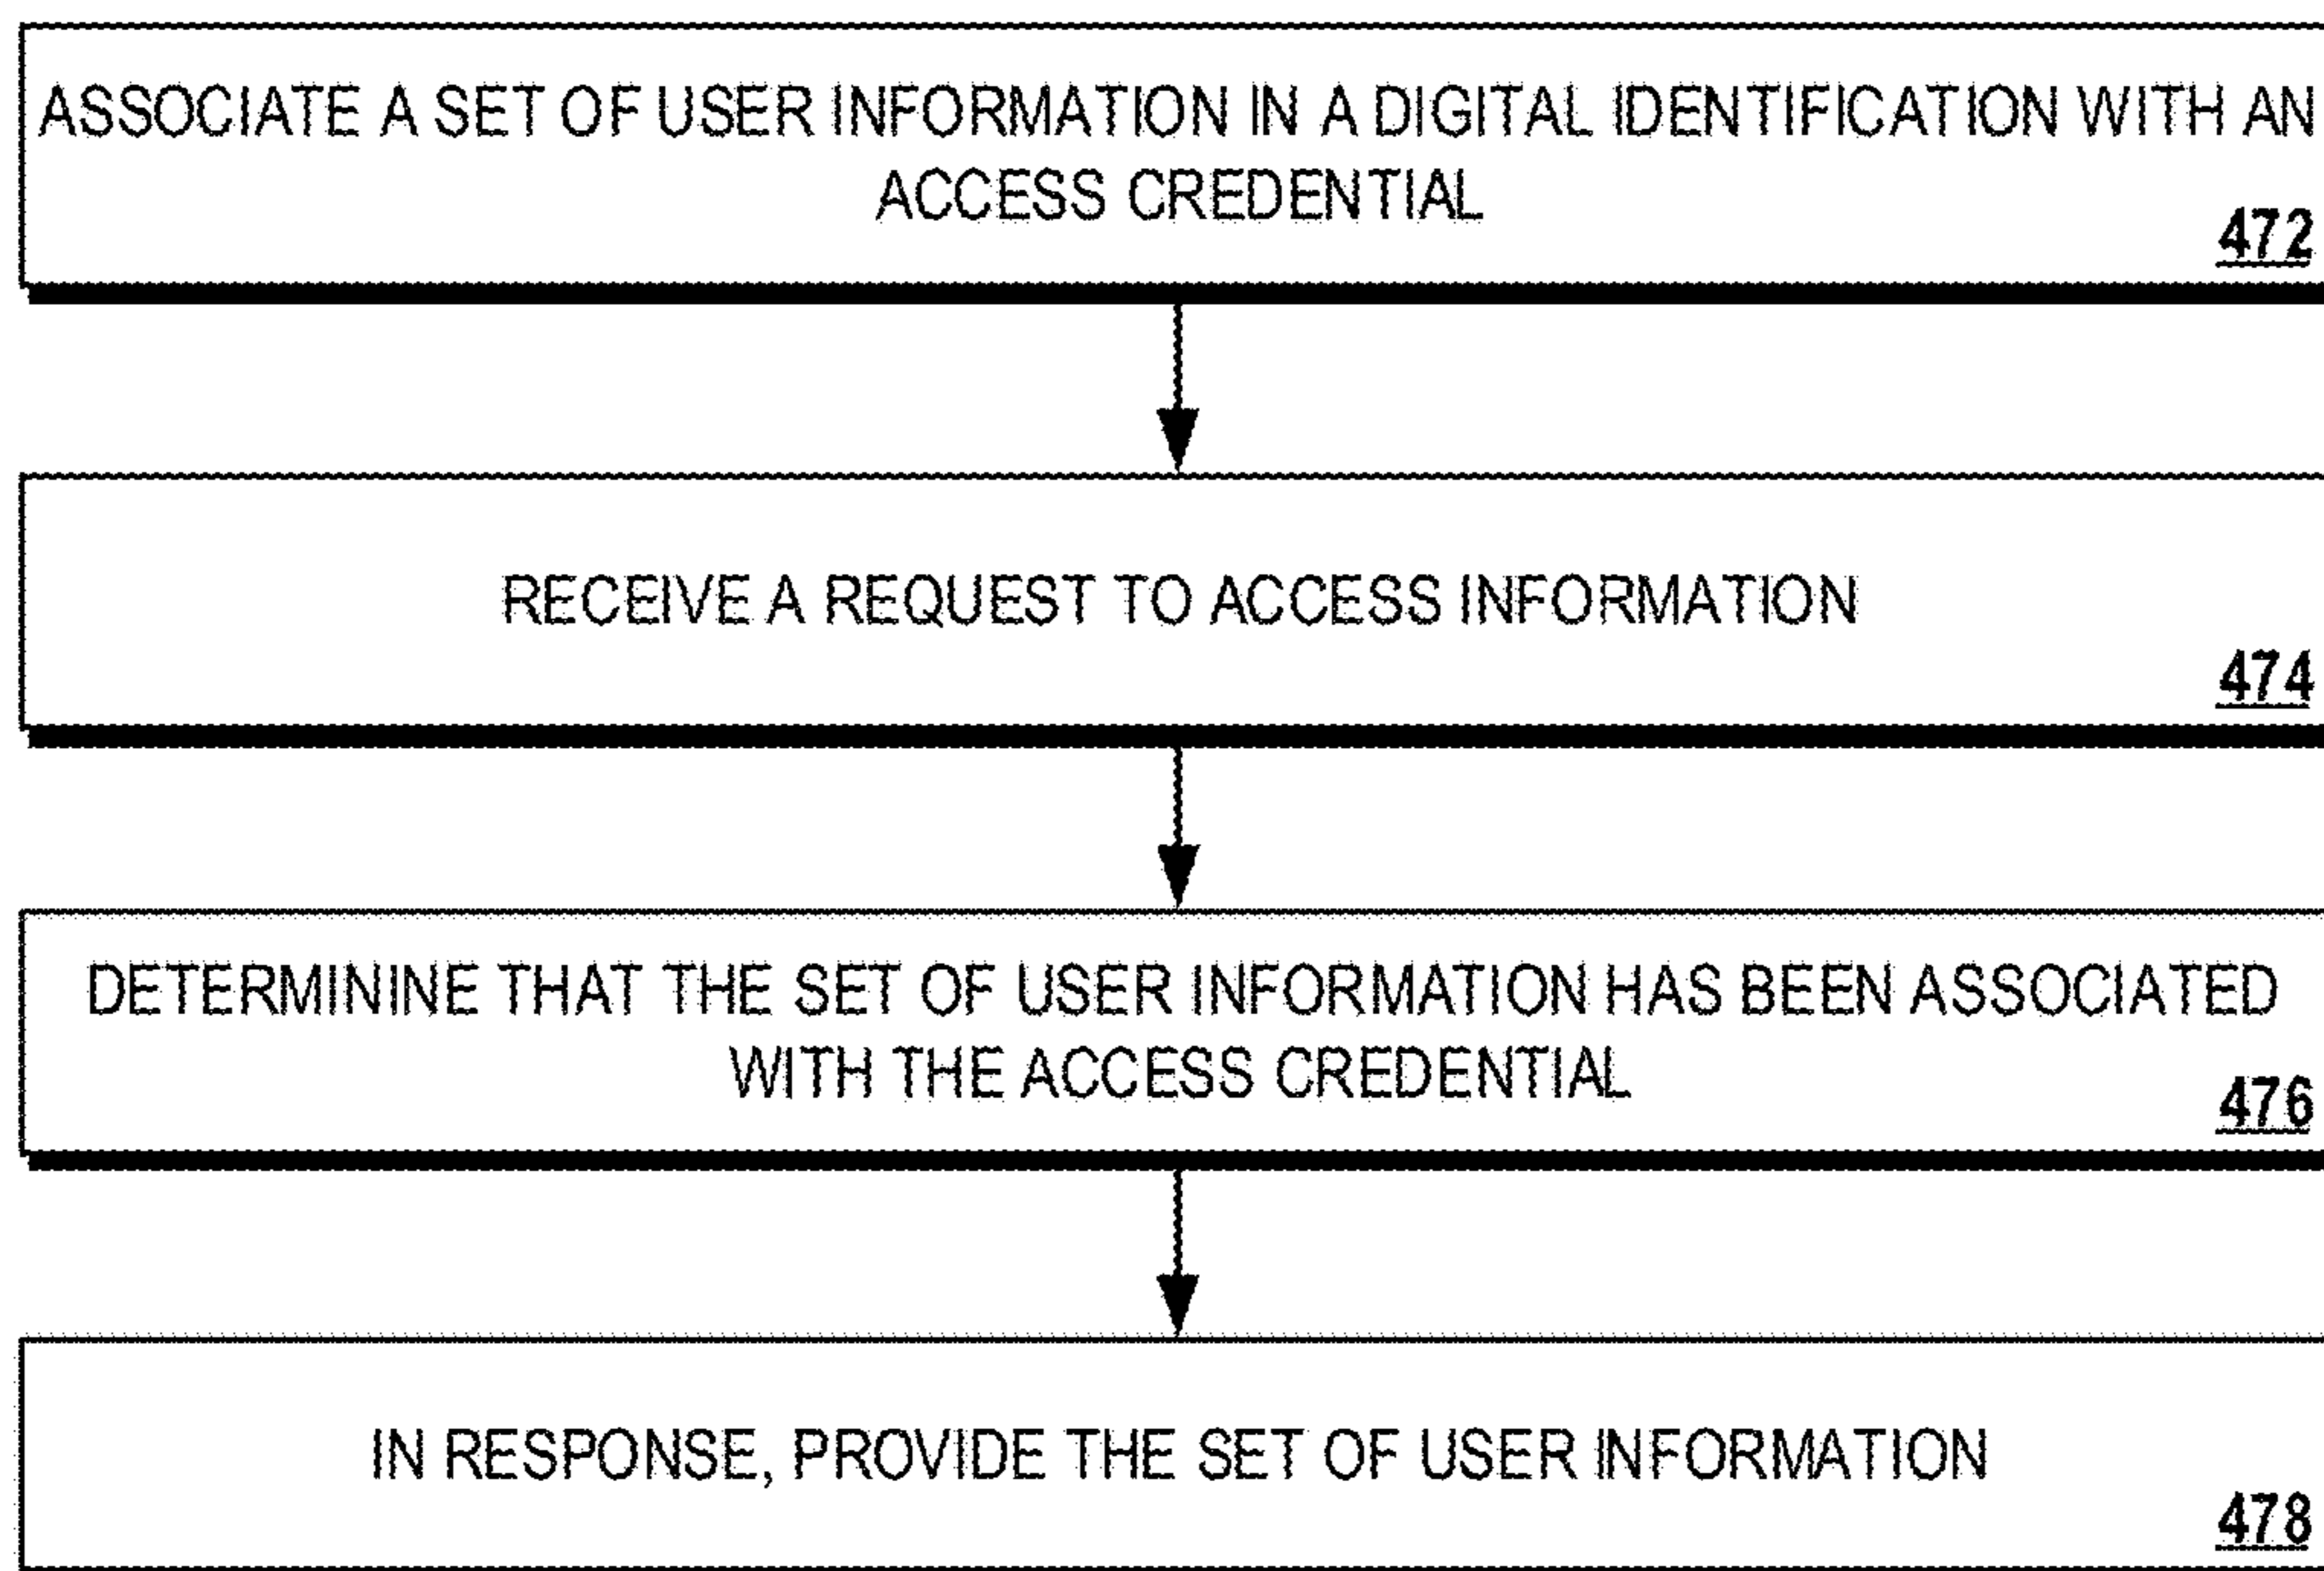 ASSOCIATE A SET OF USER INFORMATION IN A DIGITAL IDENTIFICATION WITH AN
ACCESS CREDENTIAL
472
RECEIVE A REQUEST TO ACCESS INFORMATION
474
DETERMININE THAT THE SET OF USER INFORMATION HAS BEEN ASSOCIATED
WITH THE ACCESS CREDENTIAL
476
IN RESPONSE, PROVIDE THE SET OF USER INFORMATION
478